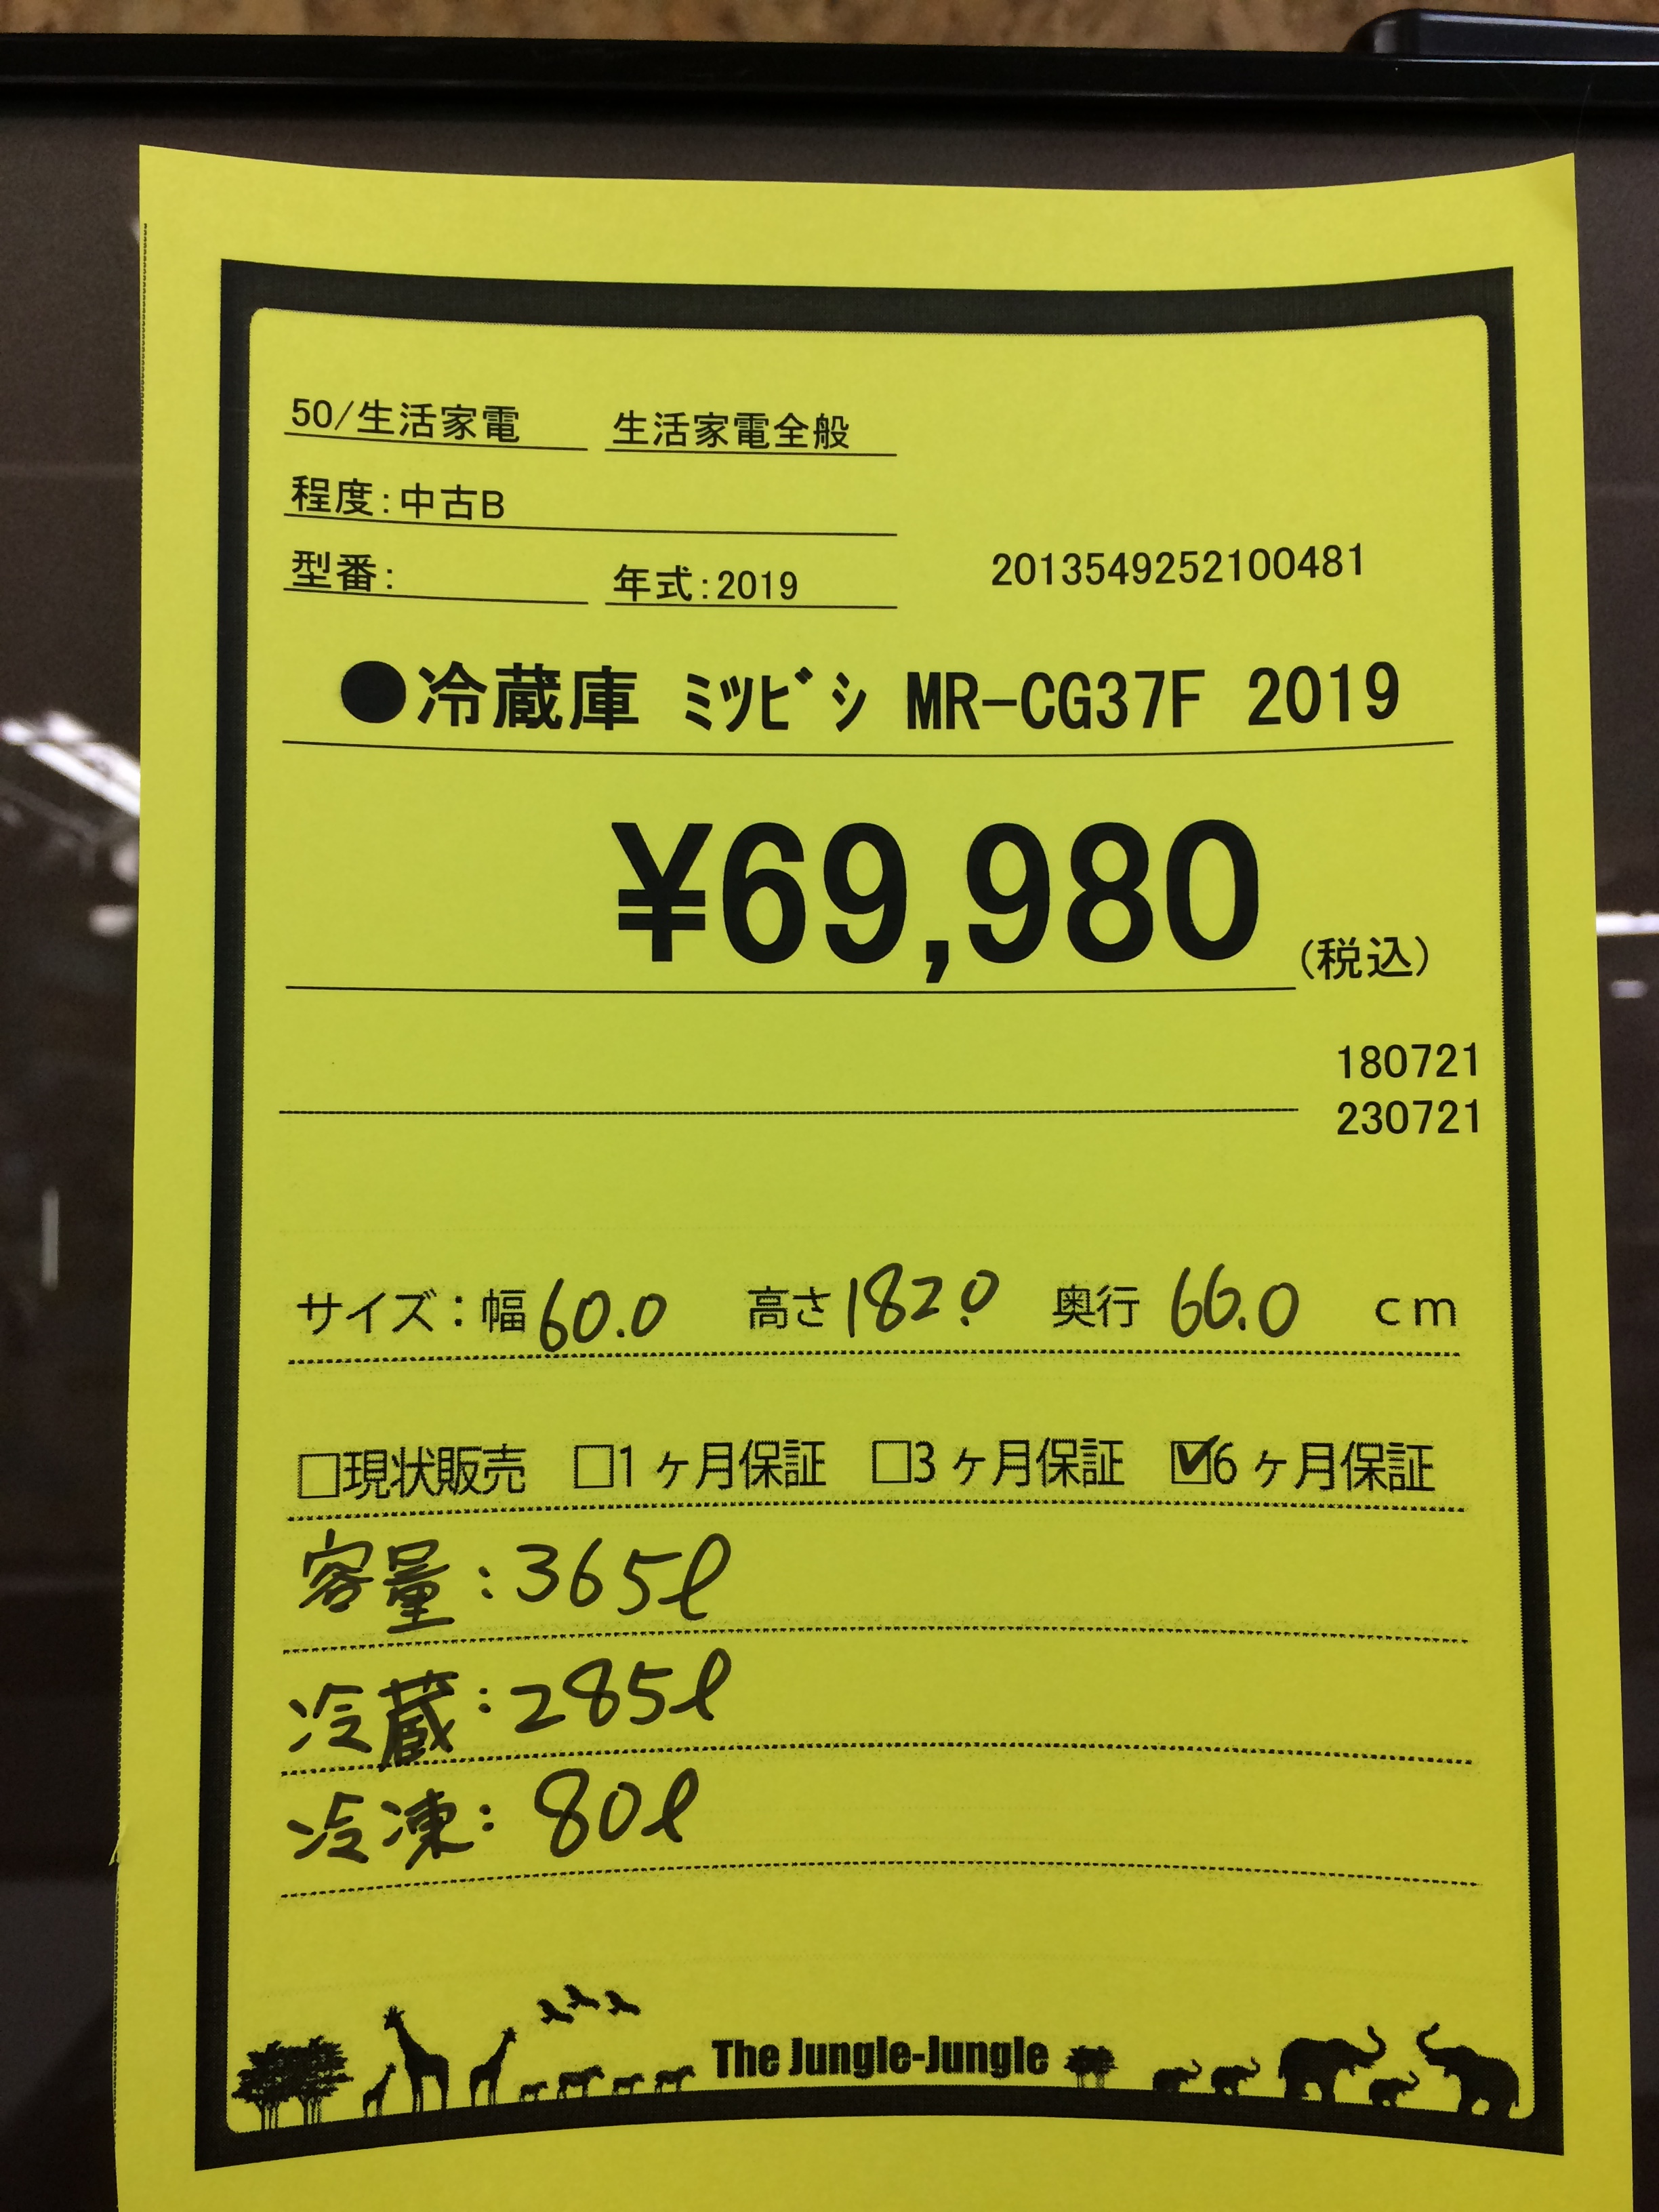 50/生活家電 生活家電全般
程度:中古B
型番: 年式:2019 2013549252100481
●冷蔵庫 ﾐﾂﾋﾞｼ MR-CG37F 2019
¥69,980 (税込)
180721
230721
サイズ:幅60.0 高さ182.0 奥行66.0 cm
□現状販売 □1ヶ月保証 □3ヶ月保証 ☑6ヶ月保証
容量:365ℓ
冷蔵:285ℓ
冷凍:80ℓ
The Jungle-Jungle